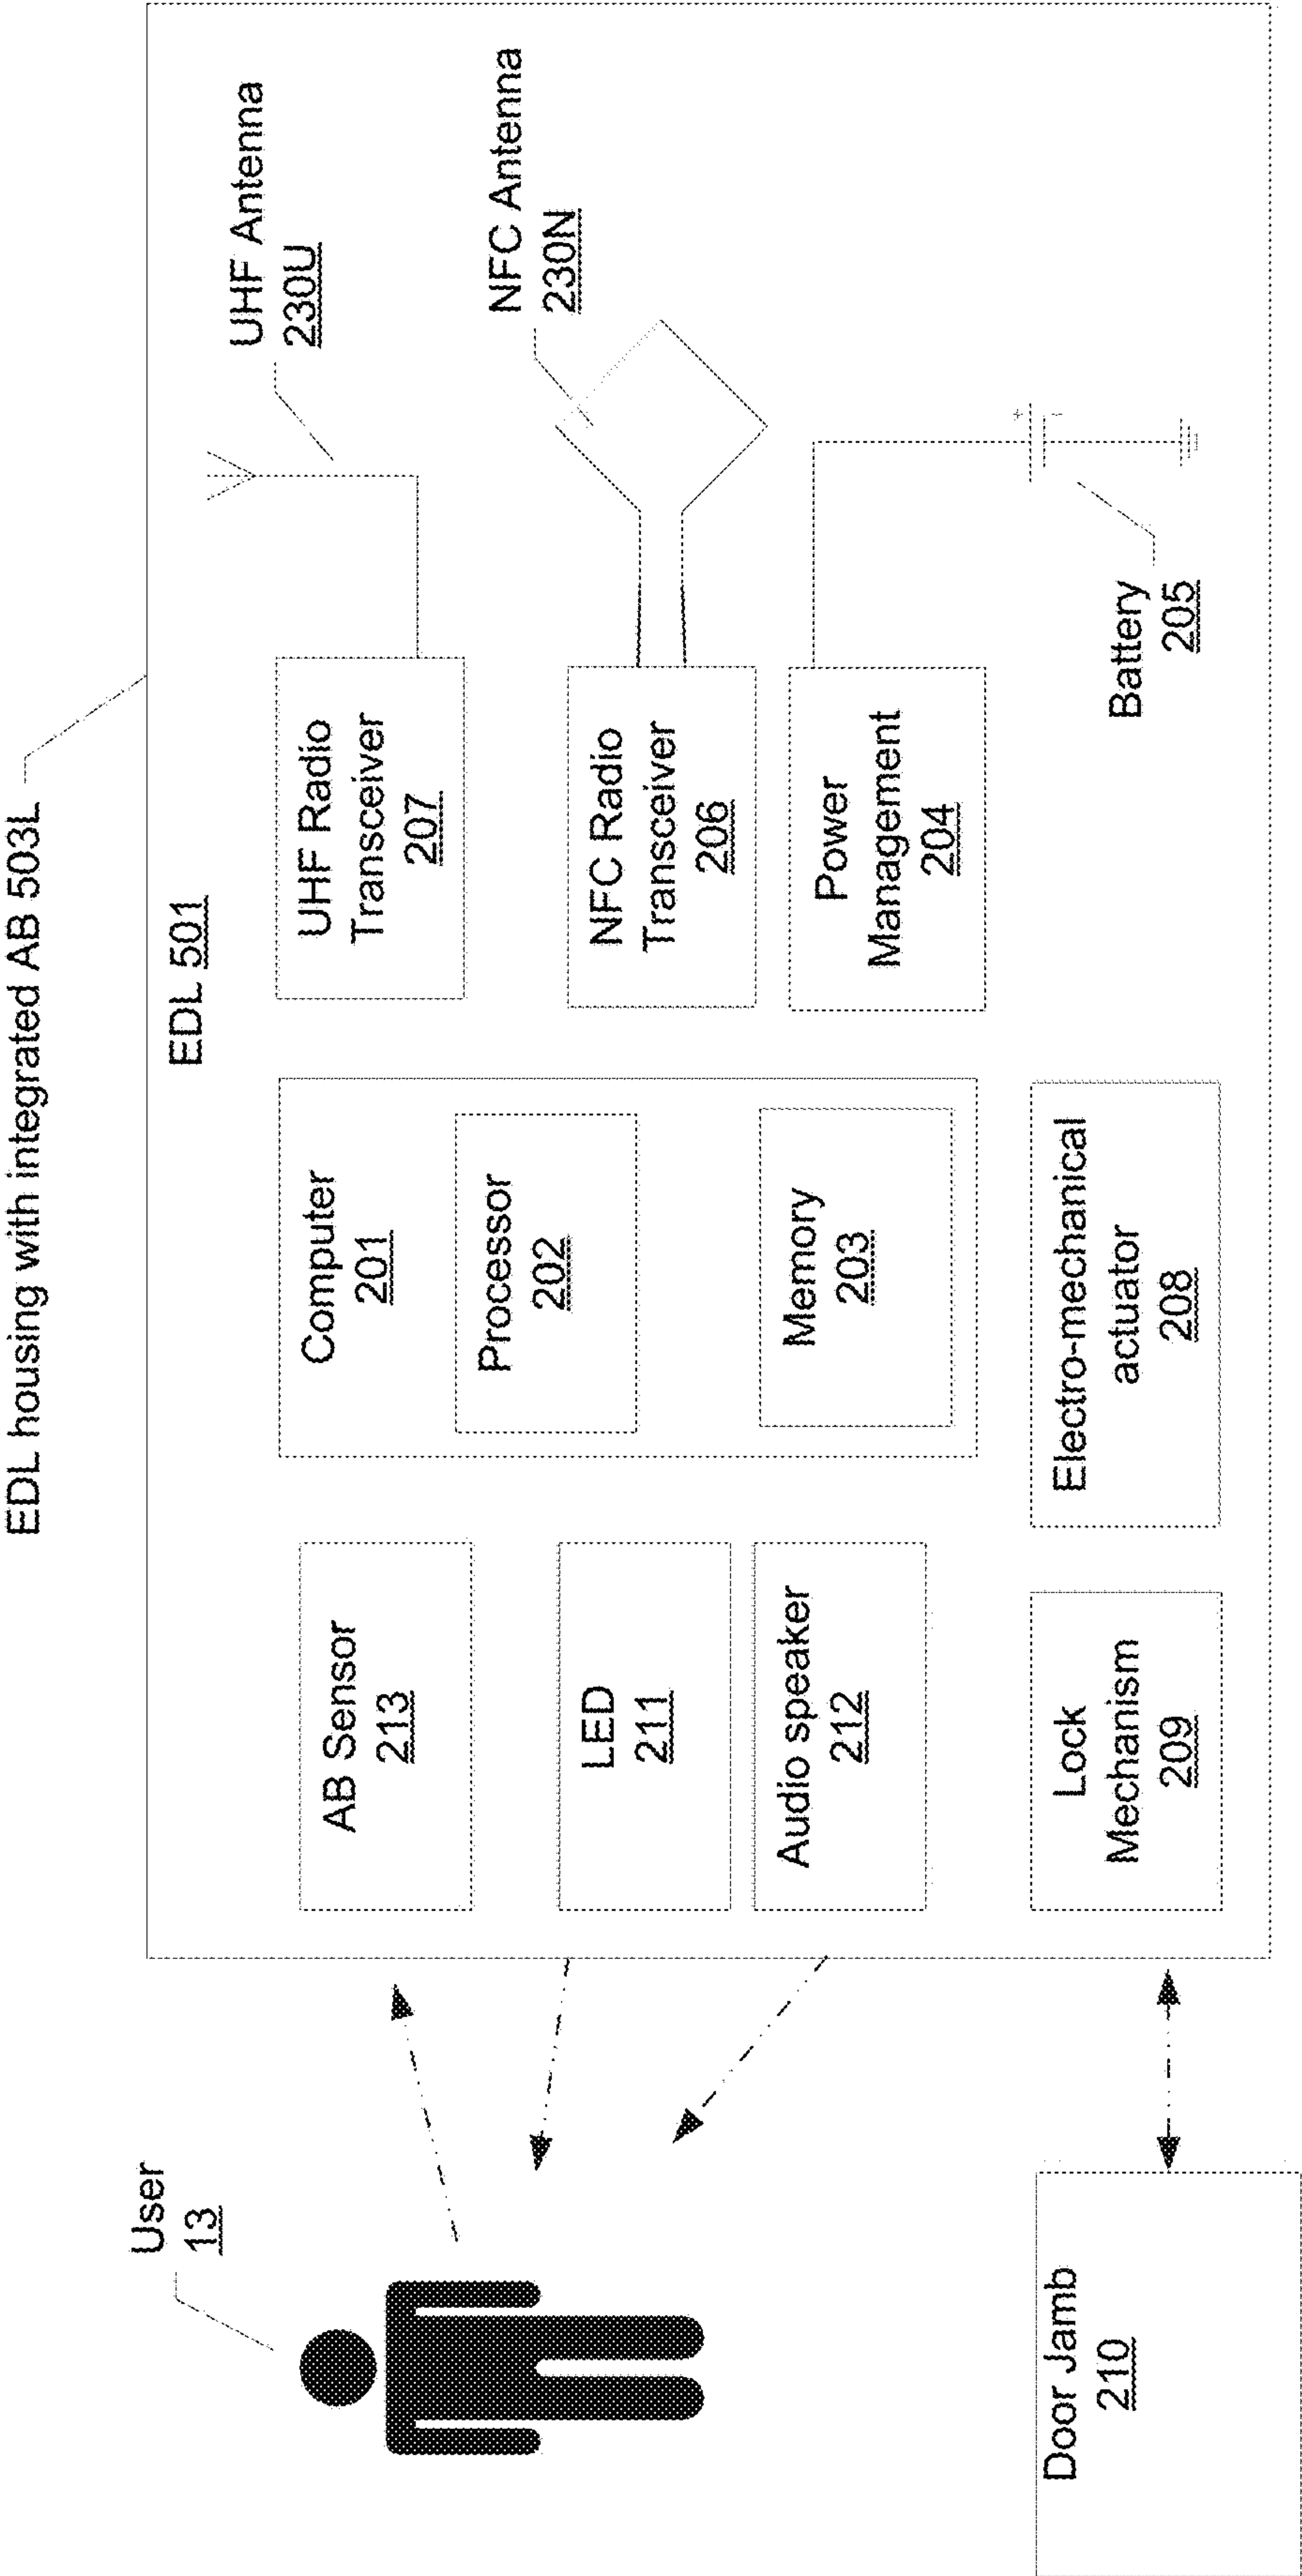 EDL housing with integrated AB 503L
User
13
EDL 501
AB Sensor
213
LED
211
Audio speaker
212
Lock
Mechanism
209
Computer
201
Processor
202
Memory
203
Electro-mechanical
actuator
208
UHF Radio
Transceiver
207
NFC Radio
Transceiver
206
Power
Management
204
UHF Antenna
230U
NFC Antenna
230N
+
-
Battery
205
Door Jamb
210